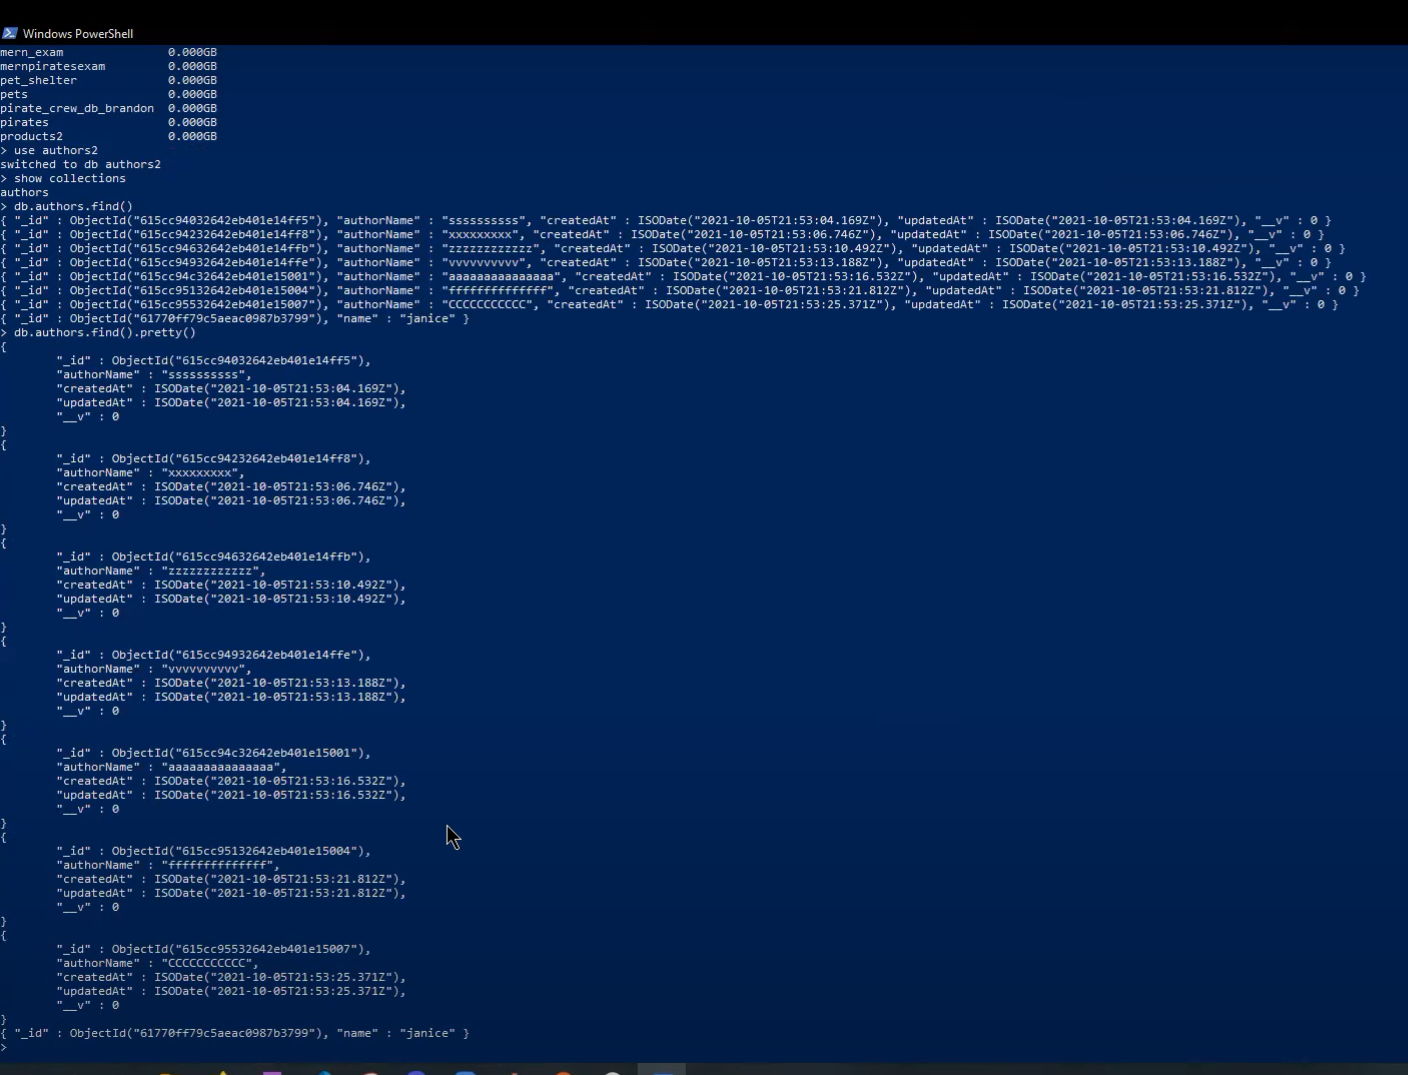 Windows PowerShell
mern_exam 0.000GB
mernpiratesexam 0.000GB
pet_shelter 0.000GB
pets 0.000GB
pirate_crew_db_brandon 0.000GB
pirates 0.000GB
products2 0.000GB
> use authors2
switched to db authors2
> show collections
authors
> db.authors.find()
{ "_id" : ObjectId("615cc94032642eb401e14ff5"), "authorName" : "ssssssssss", "createdAt" : ISODate("2021-10-05T21:53:04.169Z"), "updatedAt" : ISODate("2021-10-05T21:53:04.169Z"), "__v" : 0 }
{ "_id" : ObjectId("615cc94232642eb401e14ff8"), "authorName" : "xxxxxxxxx", "createdAt" : ISODate("2021-10-05T21:53:06.746Z"), "updatedAt" : ISODate("2021-10-05T21:53:06.746Z"), "__v" : 0 }
{ "_id" : ObjectId("615cc94632642eb401e14ffb"), "authorName" : "zzzzzzzzzzzz", "createdAt" : ISODate("2021-10-05T21:53:10.492Z"), "updatedAt" : ISODate("2021-10-05T21:53:10.492Z"), "__v" : 0 }
{ "_id" : ObjectId("615cc94932642eb401e14ffe"), "authorName" : "vvvvvvvvvv", "createdAt" : ISODate("2021-10-05T21:53:13.188Z"), "updatedAt" : ISODate("2021-10-05T21:53:13.188Z"), "__v" : 0 }
{ "_id" : ObjectId("615cc94c32642eb401e15001"), "authorName" : "aaaaaaaaaaaaaaa", "createdAt" : ISODate("2021-10-05T21:53:16.532Z"), "updatedAt" : ISODate("2021-10-05T21:53:16.532Z"), "__v" : 0 }
{ "_id" : ObjectId("615cc95132642eb401e15004"), "authorName" : "ffffffffffffff", "createdAt" : ISODate("2021-10-05T21:53:21.812Z"), "updatedAt" : ISODate("2021-10-05T21:53:21.812Z"), "__v" : 0 }
{ "_id" : ObjectId("615cc95532642eb401e15007"), "authorName" : "CCCCCCCCCCC", "createdAt" : ISODate("2021-10-05T21:53:25.371Z"), "updatedAt" : ISODate("2021-10-05T21:53:25.371Z"), "__v" : 0 }
{ "_id" : ObjectId("61770ff79c5aeac0987b3799"), "name" : "janice" }
> db.authors.find().pretty()
{
"_id" : ObjectId("615cc94032642eb401e14ff5"),
"authorName" : "ssssssssss",
"createdAt" : ISODate("2021-10-05T21:53:04.169Z"),
"updatedAt" : ISODate("2021-10-05T21:53:04.169Z"),
"__v" : 0
}
{
"_id" : ObjectId("615cc94232642eb401e14ff8"),
"authorName" : "xxxxxxxxx",
"createdAt" : ISODate("2021-10-05T21:53:06.746Z"),
"updatedAt" : ISODate("2021-10-05T21:53:06.746Z"),
"__v" : 0
}
{
"_id" : ObjectId("615cc94632642eb401e14ffb"),
"authorName" : "zzzzzzzzzzzz",
"createdAt" : ISODate("2021-10-05T21:53:10.492Z"),
"updatedAt" : ISODate("2021-10-05T21:53:10.492Z"),
"__v" : 0
}
{
"_id" : ObjectId("615cc94932642eb401e14ffe"),
"authorName" : "vvvvvvvvvv",
"createdAt" : ISODate("2021-10-05T21:53:13.188Z"),
"updatedAt" : ISODate("2021-10-05T21:53:13.188Z"),
"__v" : 0
}
{
"_id" : ObjectId("615cc94c32642eb401e15001"),
"authorName" : "aaaaaaaaaaaaaaa",
"createdAt" : ISODate("2021-10-05T21:53:16.532Z"),
"updatedAt" : ISODate("2021-10-05T21:53:16.532Z"),
"__v" : 0
}
{
"_id" : ObjectId("615cc95132642eb401e15004"),
"authorName" : "ffffffffffffff",
"createdAt" : ISODate("2021-10-05T21:53:21.812Z"),
"updatedAt" : ISODate("2021-10-05T21:53:21.812Z"),
"__v" : 0
}
{
"_id" : ObjectId("615cc95532642eb401e15007"),
"authorName" : "CCCCCCCCCCC",
"createdAt" : ISODate("2021-10-05T21:53:25.371Z"),
"updatedAt" : ISODate("2021-10-05T21:53:25.371Z"),
"__v" : 0
}
{ "_id" : ObjectId("61770ff79c5aeac0987b3799"), "name" : "janice" }
>